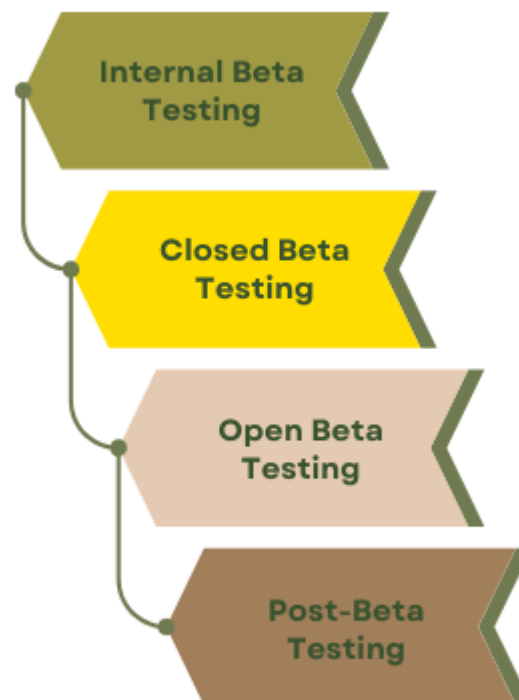 Internal Beta
Testing
Closed Beta
Testing
Open Beta
Testing
Post-Beta
Testing